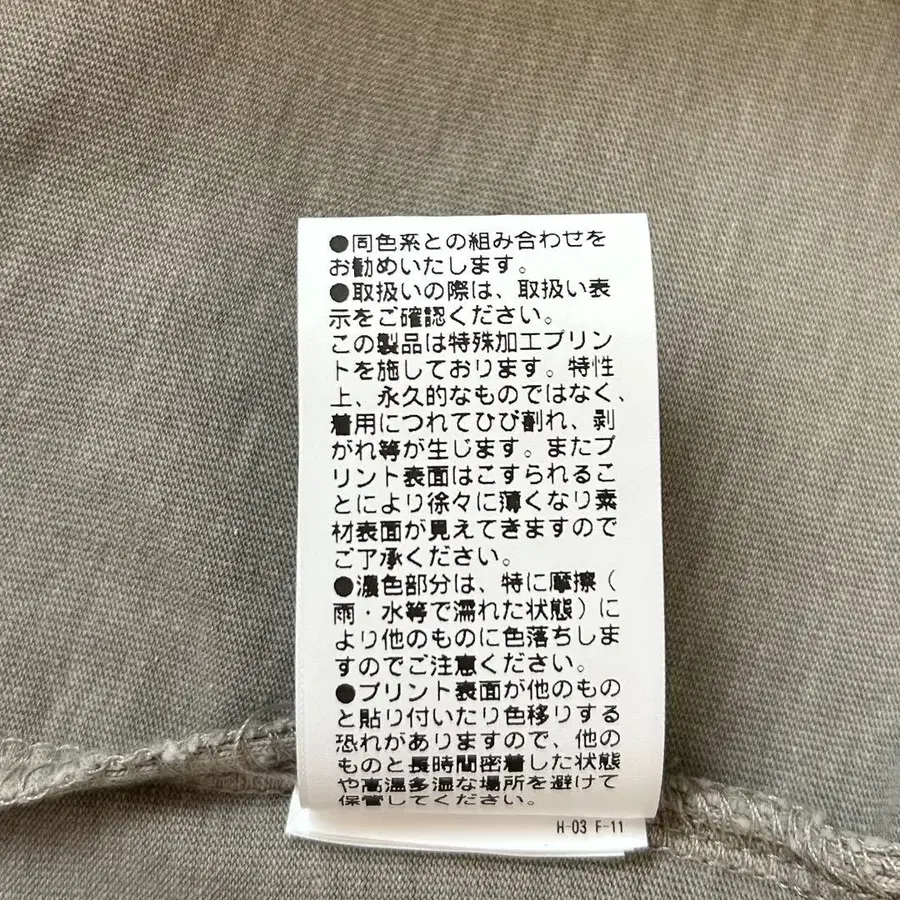 ●同色系との組み合わせを
お勧めいたします。
●取扱いの際は、取扱い表
示をご確認ください。
この製品は特殊加工プリン
トを施しております。特性
上、永久的なものではなく、
着用につれてひび割れ、剥
がれ等が生じます。またプ
リント表面はこすられるこ
とにより徐々に薄くなり素
材表面が見えてきますので
ご了承ください。
●濃色部分は、特に摩擦（
雨・水等で濡れた状態）に
より他のものに色落ちしま
すのでご注意ください。
●プリント表面が他のもの
と貼り付いたり色移りする
恐れがありますので、他の
ものと長時間密着した状態
や高温多湿な場所を避けて
保管してください。
H-03 F-11